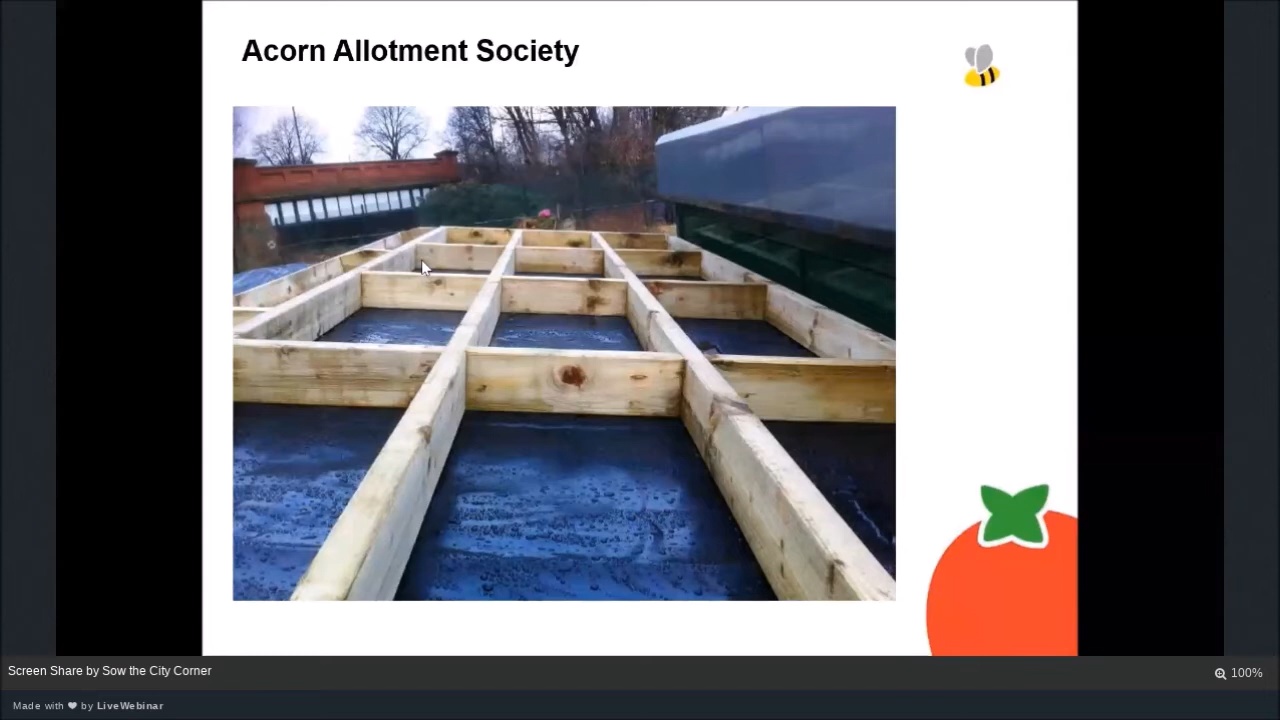 Acorn Allotment Society
Screen Share by Sow the City Corner
100%
Made with ❤ by LiveWebinar